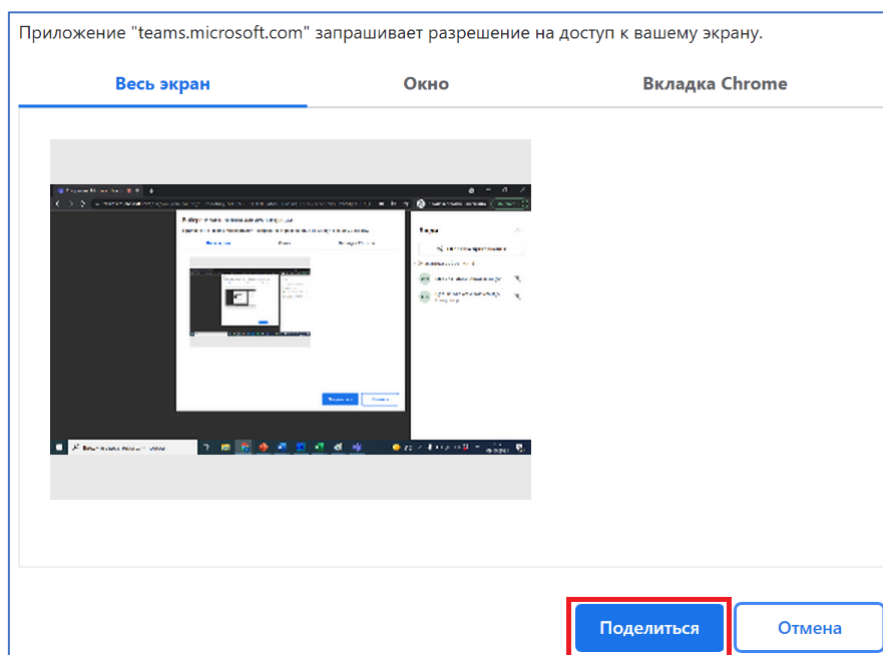 Приложение "teams.microsoft.com" запрашивает разрешение на доступ к вашему экрану.
Весь экран Окно Вкладка Chrome
Поделиться Отмена